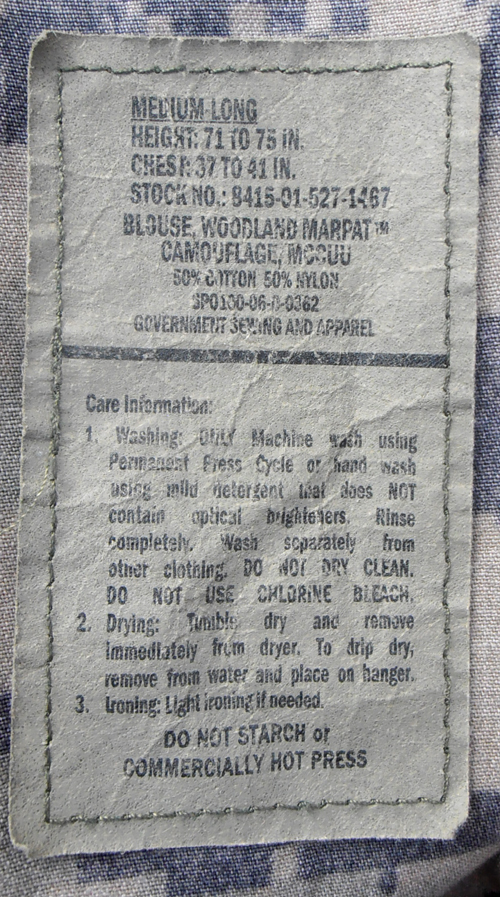 MEDIUM-LONG
HEIGHT: 71 TO 75 IN.
CHEST: 37 TO 41 IN.
STOCK NO.: 8415-01-527-1467
BLOUSE, WOODLAND MARPAT™
CAMOUFLAGE, MCCUU
50% COTTON 50% NYLON
SPO100-06-D-0362
GOVERNMENT SEWING AND APPAREL
Care Information:
1. Washing: ONLY Machine wash using
Permanent Press Cycle or hand wash
using mild detergent that does NOT
contain optical brighteners. Rinse
completely. Wash separately from
other clothing. DO NOT DRY CLEAN.
DO NOT USE CHLORINE BLEACH.
2. Drying: Tumble dry and remove
immediately from dryer. To drip dry,
remove from water and place on hanger.
3. Ironing: Light ironing if needed.
DO NOT STARCH or
COMMERCIALLY HOT PRESS